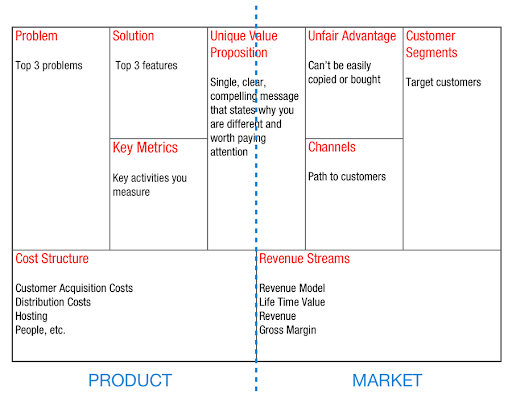 Problem
Top 3 problems
Solution
Top 3 features
Key Metrics
Key activities you
measure
Unique Value
Proposition
Single, clear,
compelling message
that states why you
are different and
worth paying
attention
Unfair Advantage
Can't be easily
copied or bought
Channels
Path to customers
Customer
Segments
Target customers
Cost Structure
Customer Acquisition Costs
Distribution Costs
Hosting
People, etc.
Revenue Streams
Revenue Model
Life Time Value
Revenue
Gross Margin
PRODUCT
MARKET